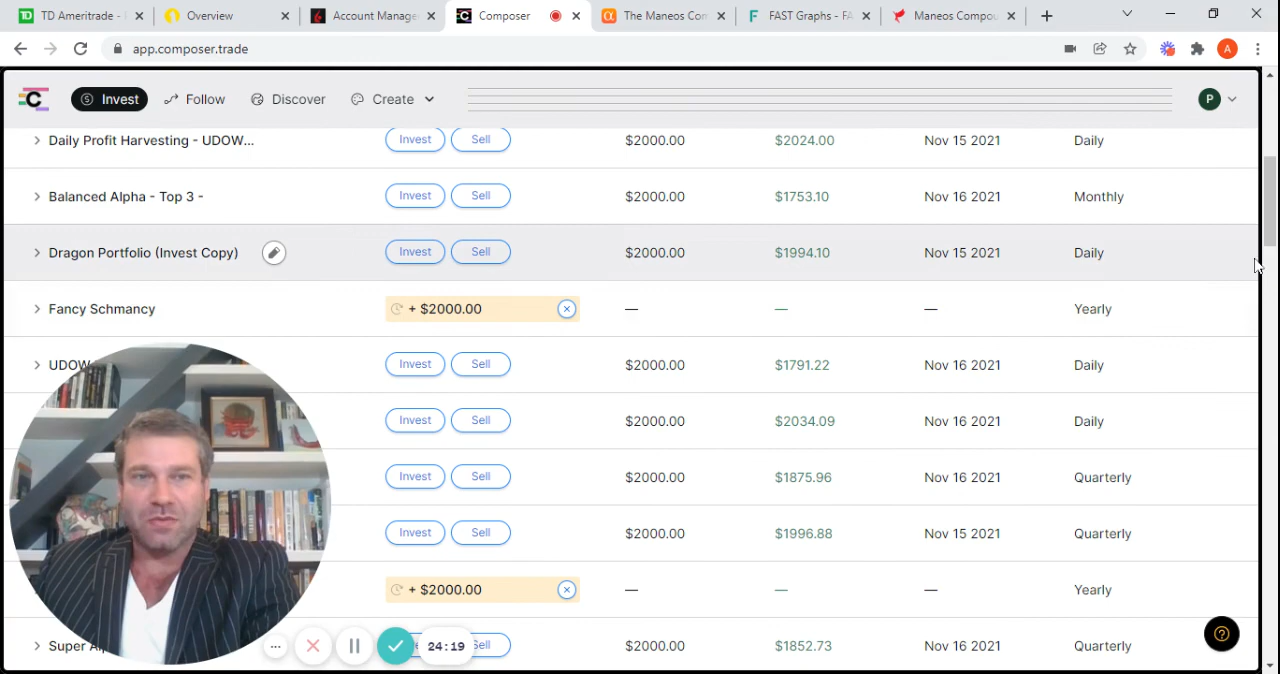 TD Ameritrade -
Overview
Account Manage
Composer
The Maneos Com
FAST Graphs - FA
Maneos Compou
app.composer.trade
A
C
Invest
Follow
Discover
Create
P
Daily Profit Harvesting - UDOW... Invest Sell $2000.00 $2024.00 Nov 15 2021 Daily
Balanced Alpha - Top 3 - Invest Sell $2000.00 $1753.10 Nov 16 2021 Monthly
Dragon Portfolio (Invest Copy) Invest Sell $2000.00 $1994.10 Nov 15 2021 Daily
Fancy Schmancy + $2000.00 — — — Yearly
UDOW Invest Sell $2000.00 $1791.22 Nov 16 2021 Daily
Invest Sell $2000.00 $2034.09 Nov 16 2021 Daily
Invest Sell $2000.00 $1875.96 Nov 16 2021 Quarterly
Invest Sell $2000.00 $1996.88 Nov 15 2021 Quarterly
+ $2000.00 — — — Yearly
Super Sell $2000.00 $1852.73 Nov 16 2021 Quarterly
24:19